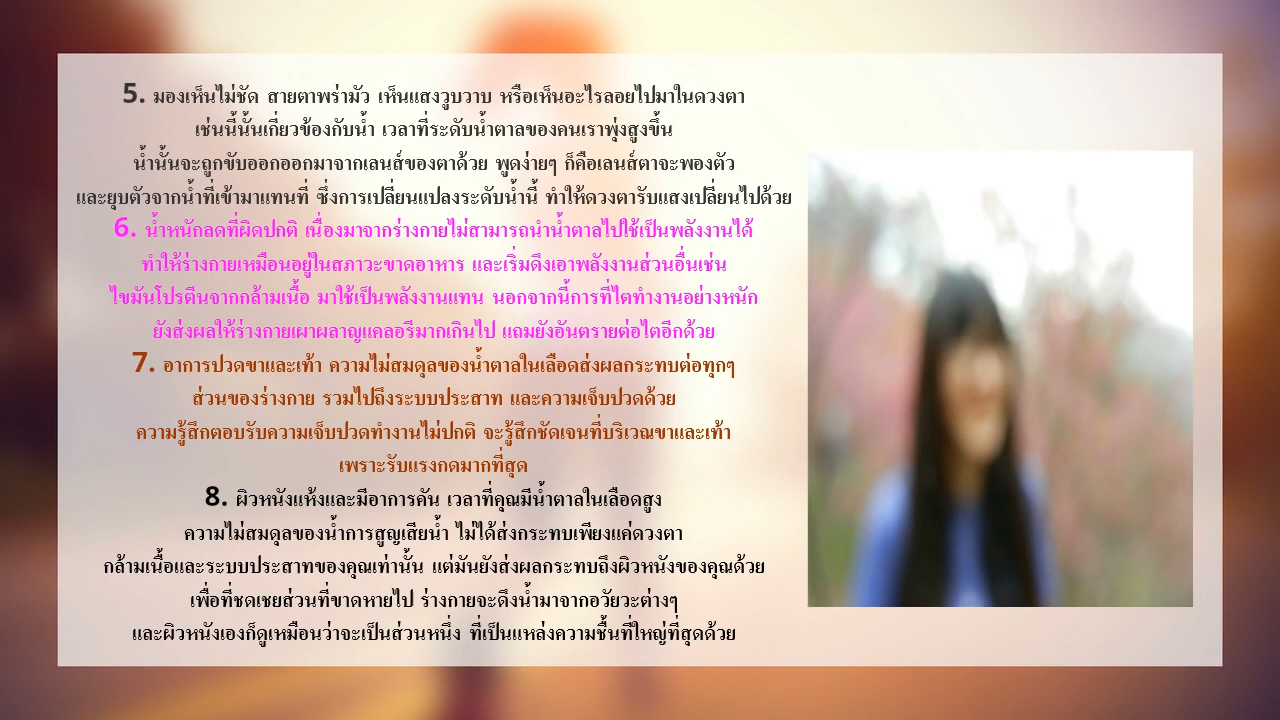 5. มองเห็นไม่ชัด สายตาพร่ามัว เห็นแสงวูบวาบ หรือเห็นอะไรลอยไปมาในดวงตา
เช่นนี้นั้นเกี่ยวข้องกับน้ำ เวลาที่ระดับน้ำตาลของคนเราพุ่งสูงขึ้น
น้ำนั้นจะถูกขับออกออกมาจากเลนส์ของตาด้วย พูดง่ายๆ ก็คือเลนส์ตาจะพองตัว
และยุบตัวจากน้ำที่เข้ามาแทนที่ ซึ่งการเปลี่ยนแปลงระดับน้ำนี้ ทำให้ดวงตารับแสงเปลี่ยนไปด้วย
6. น้ำหนักลดที่ผิดปกติ เนื่องมาจากร่างกายไม่สามารถนำน้ำตาลไปใช้เป็นพลังงานได้
ทำให้ร่างกายเหมือนอยู่ในสภาวะขาดอาหาร และเริ่มดึงเอาพลังงานส่วนอื่นเช่น
ไขมันโปรตีนจากกล้ามเนื้อ มาใช้เป็นพลังงานแทน นอกจากนี้การที่ไตทำงานอย่างหนัก
ยังส่งผลให้ร่างกายเผาผลาญแคลอรีมากเกินไป แถมยังอันตรายต่อไตอีกด้วย
7. อาการปวดขาและเท้า ความไม่สมดุลของน้ำตาลในเลือดส่งผลกระทบต่อทุกๆ
ส่วนของร่างกาย รวมไปถึงระบบประสาท และความเจ็บปวดด้วย
ความรู้สึกตอบรับความเจ็บปวดทำงานไม่ปกติ จะรู้สึกชัดเจนที่บริเวณขาและเท้า
เพราะรับแรงกดมากที่สุด
8. ผิวหนังแห้งและมีอาการคัน เวลาที่คุณมีน้ำตาลในเลือดสูง
ความไม่สมดุลของน้ำการสูญเสียน้ำ ไม่ได้ส่งกระทบเพียงแค่ดวงตา
กล้ามเนื้อและระบบประสาทของคุณเท่านั้น แต่มันยังส่งผลกระทบถึงผิวหนังของคุณด้วย
เพื่อที่ชดเชยส่วนที่ขาดหายไป ร่างกายจะดึงน้ำมาจากอวัยวะต่างๆ
และผิวหนังเองก็ดูเหมือนว่าจะเป็นส่วนหนึ่ง ที่เป็นแหล่งความชื้นที่ใหญ่ที่สุดด้วย